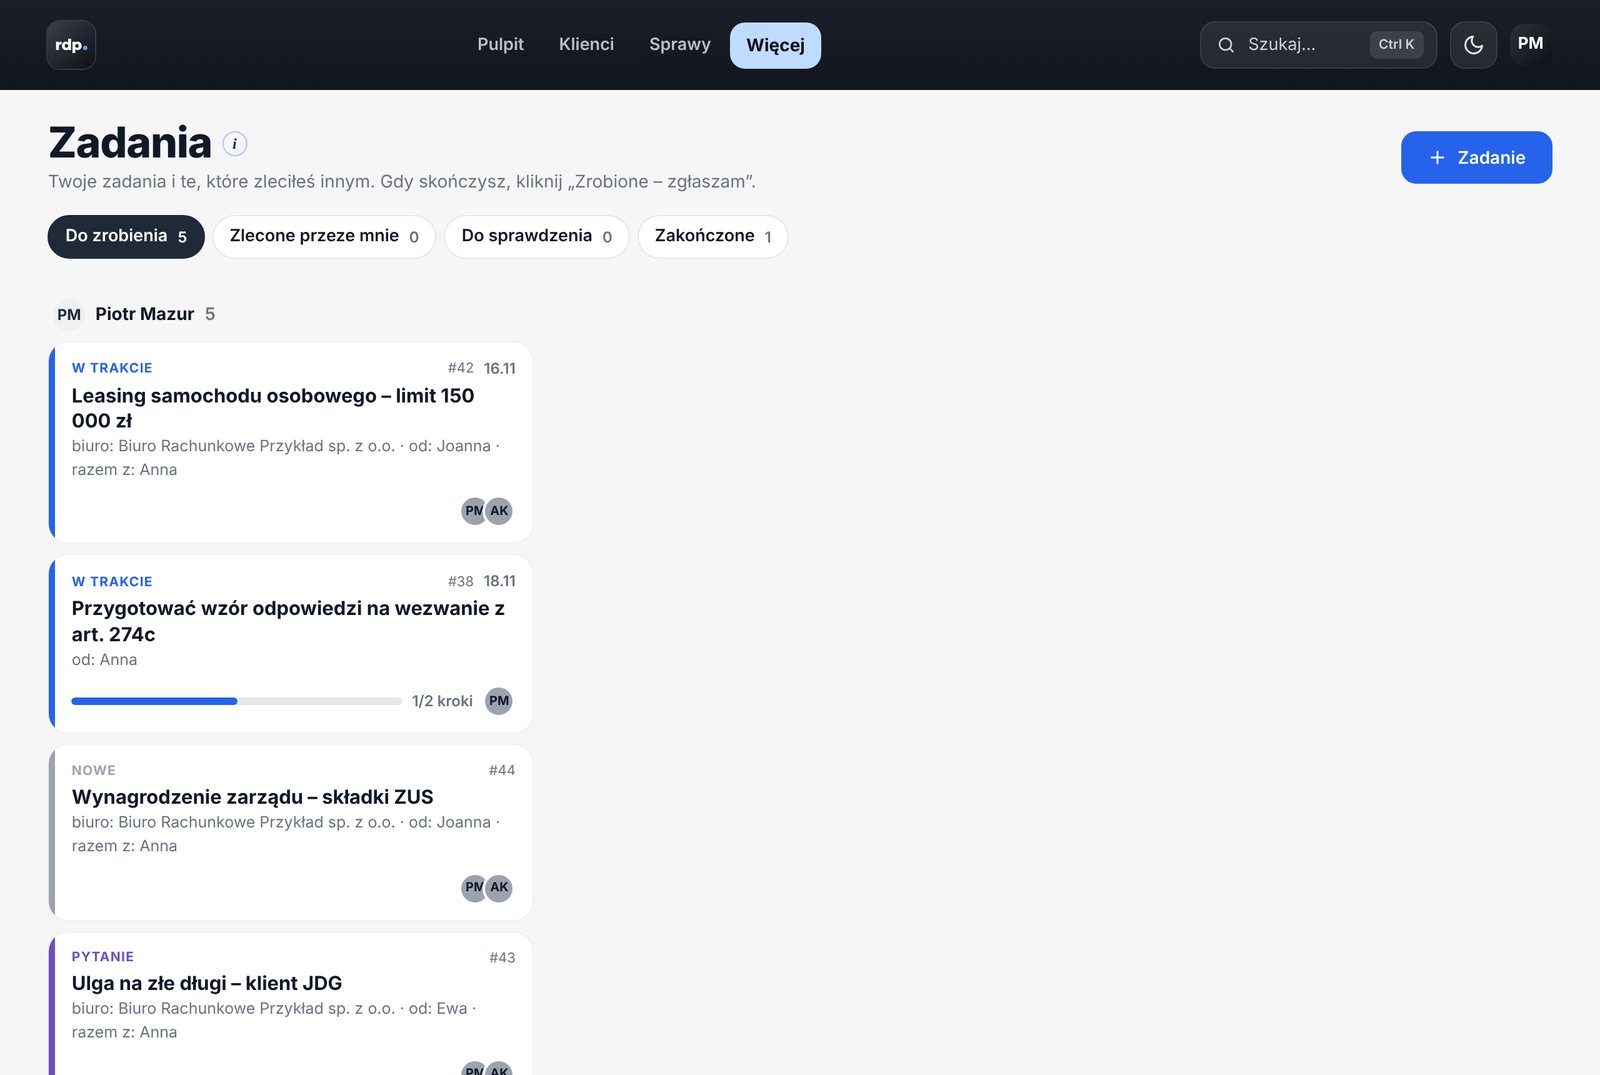 rdp.
Pulpit Klienci Sprawy Więcej
Szukaj... Ctrl K
PM
Zadania i
Twoje zadania i te, które zleciłeś innym. Gdy skończysz, kliknij „Zrobione – zgłaszam”.
+ Zadanie
Do zrobienia 5 Zlecone przeze mnie 0 Do sprawdzenia 0 Zakończone 1
PM Piotr Mazur 5
W TRAKCIE #42 16.11
Leasing samochodu osobowego – limit 150
000 zł
biuro: Biuro Rachunkowe Przykład sp. z o.o. · od: Joanna ·
razem z: Anna
PM AK
W TRAKCIE #38 18.11
Przygotować wzór odpowiedzi na wezwanie z
art. 274c
od: Anna
1/2 kroki PM
NOWE #44
Wynagrodzenie zarządu – składki ZUS
biuro: Biuro Rachunkowe Przykład sp. z o.o. · od: Joanna ·
razem z: Anna
PM AK
PYTANIE #43
Ulga na złe długi – klient JDG
biuro: Biuro Rachunkowe Przykład sp. z o.o. · od: Ewa ·
razem z: Anna
PM AK